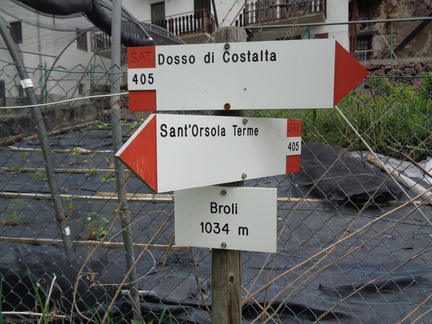 SAT Dosso di Costalta
405
Sant'Orsola Terme SAT
405
Broli
1034 m